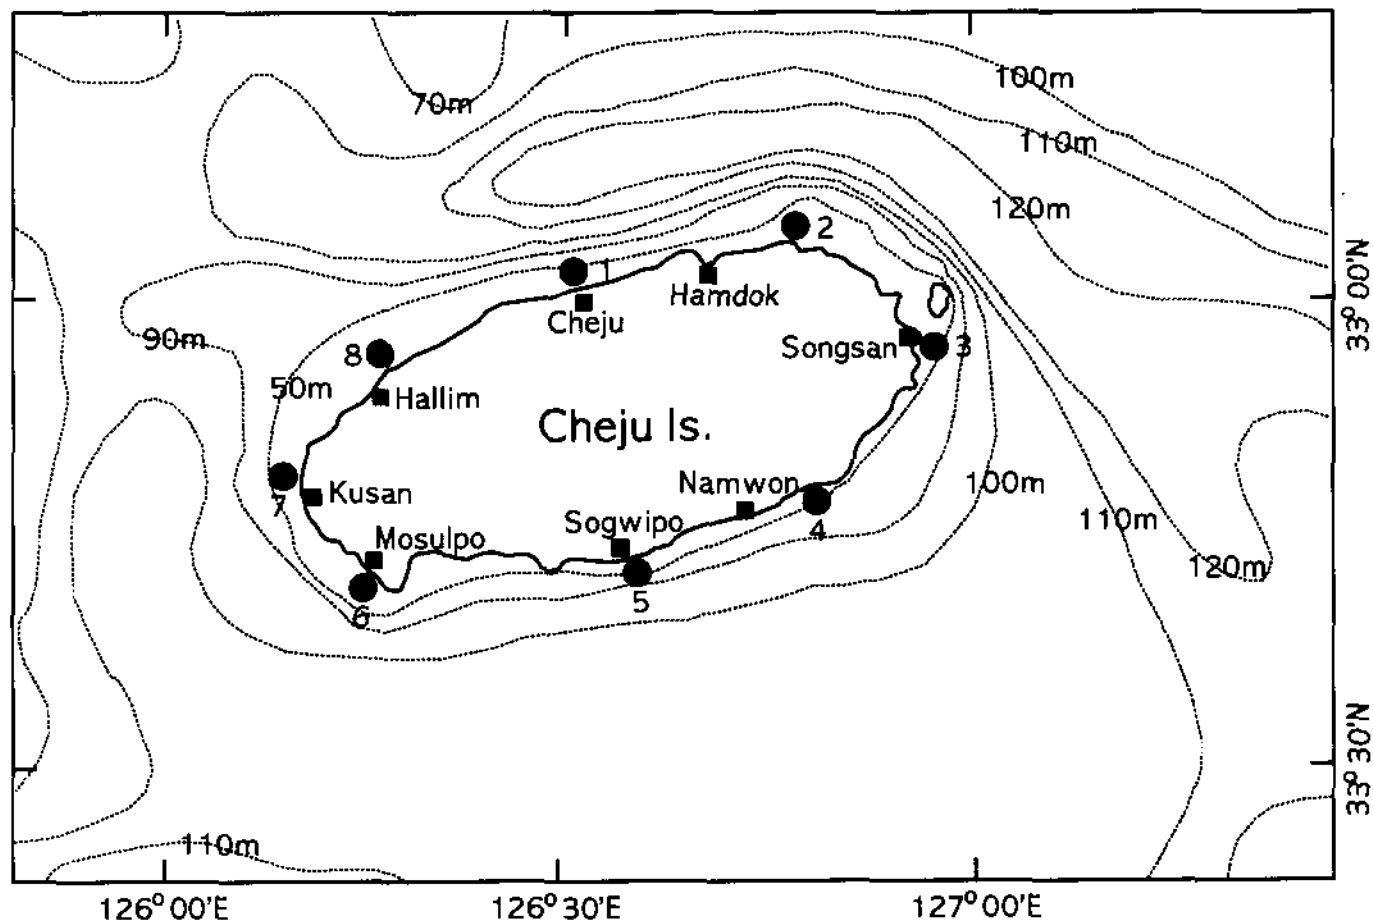 100m
70m
110m
120m
2
1
Hamdok
Cheju
33°00'N
90m
8
Songsan
3
50m
Hallim
Cheju Is.
7
Kusan
Namwon
100m
110m
Sogwipo
4
Mosulpo
120m
5
6
33°30'N
110m
126°00'E
126°30'E
127°00'E